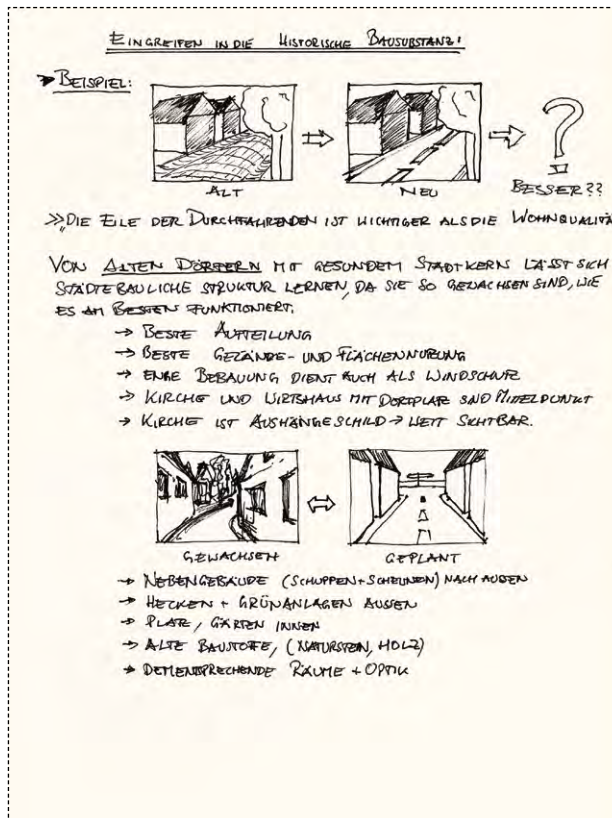 EINGREIFEN IN DIE HISTORISCHE BAUSUBSTANZ:
BEISPIEL:
ALT
NEU
BESSER??
"DIE EILE DER DURCHFAHRENDEN IST WICHTIGER ALS DIE WOHNQUALITÄ
VON ALTEN DÖRFERN MIT GESUNDEM STADTKERN LÄSST SICH
STÄDTEBAULICHE STRUKTUR LERNEN, DA SIE SO GEWACHSEN SIND, WIE
ES AM BESTEN FUNKTIONIERT.
→ BESTE AUFTEILUNG
→ BESTE GELÄNDE- UND FLÄCHENNUTZUNG
→ ENGE BEBAUUNG DIENT AUCH ALS WINDSCHUTZ
→ KIRCHE UND WIRTSHAUS MIT DORFPLATZ SIND MITTELPUNKT
→ KIRCHE IST AUSHÄNGESCHILD → WEIT SICHTBAR.
GEWACHSEN
GEPLANT
→ NEBENGEBÄUDE (SCHUPPEN + SCHEUNEN) NACH AUßEN
→ HECKEN + GRÜNANLAGEN AUSSEN
→ PLATZ / GÄRTEN INNEN
→ ALTE BAUSTOFFE, (NATURSTEIN, HOLZ)
→ DEMENTSPRECHENDE RÄUME + OPTIK